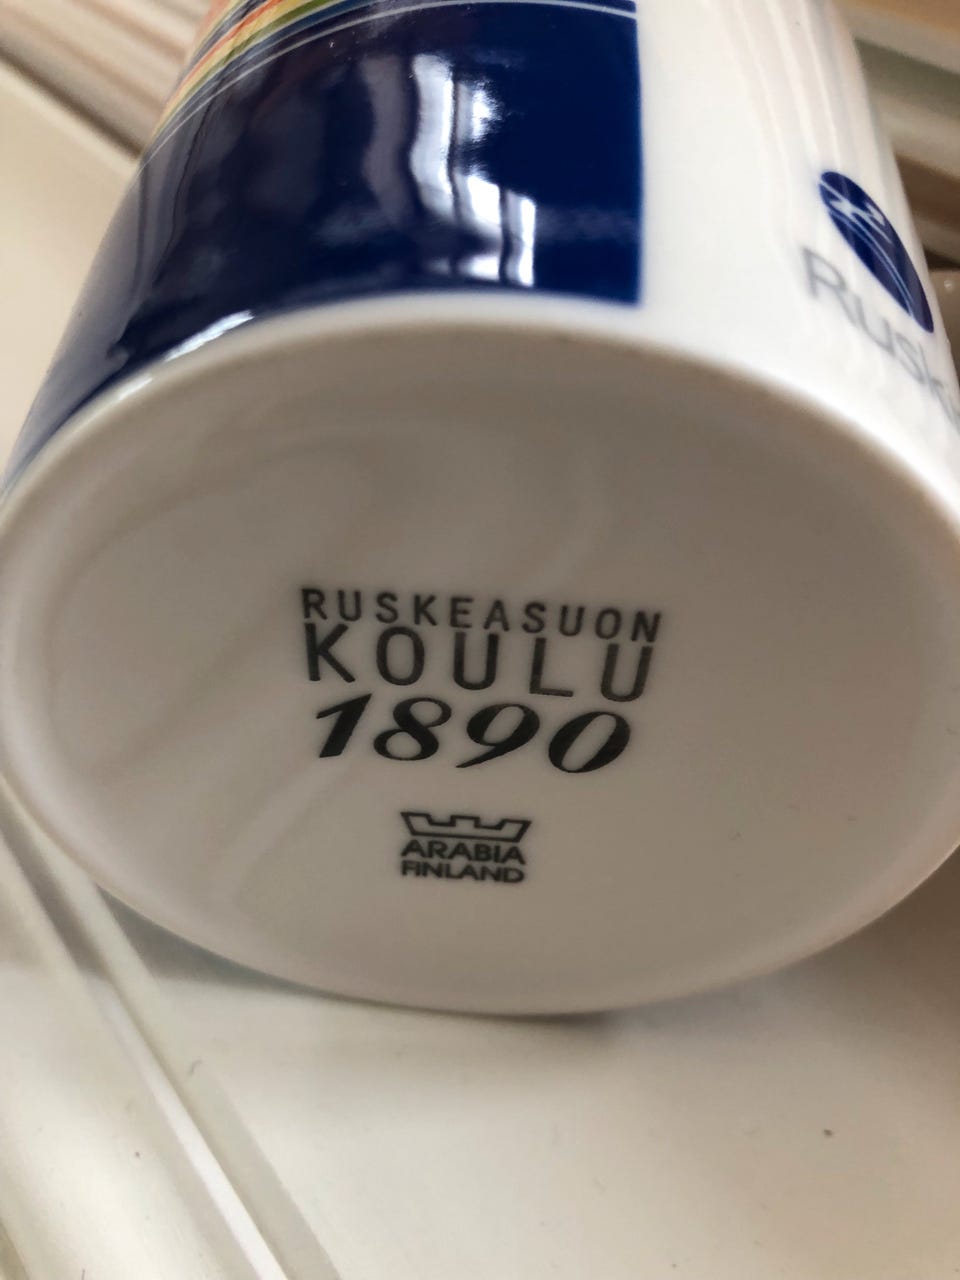 RUSKEASUON
KOULU
1890
ARABIA
FINLAND